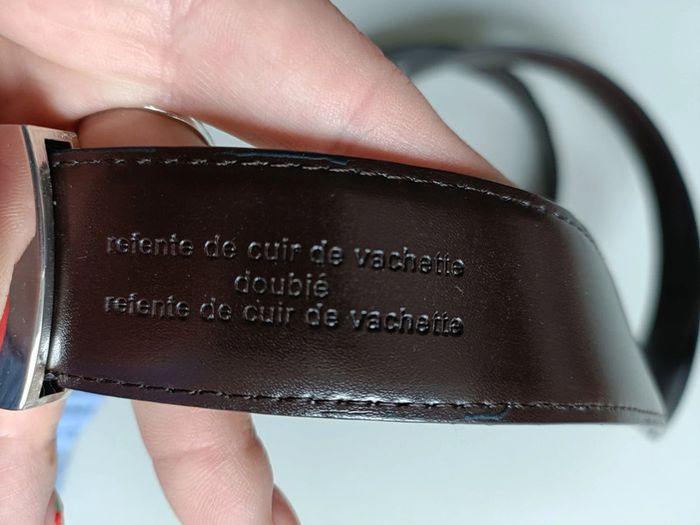 refente de cuir de vachette
doublé
refente de cuir de vachette